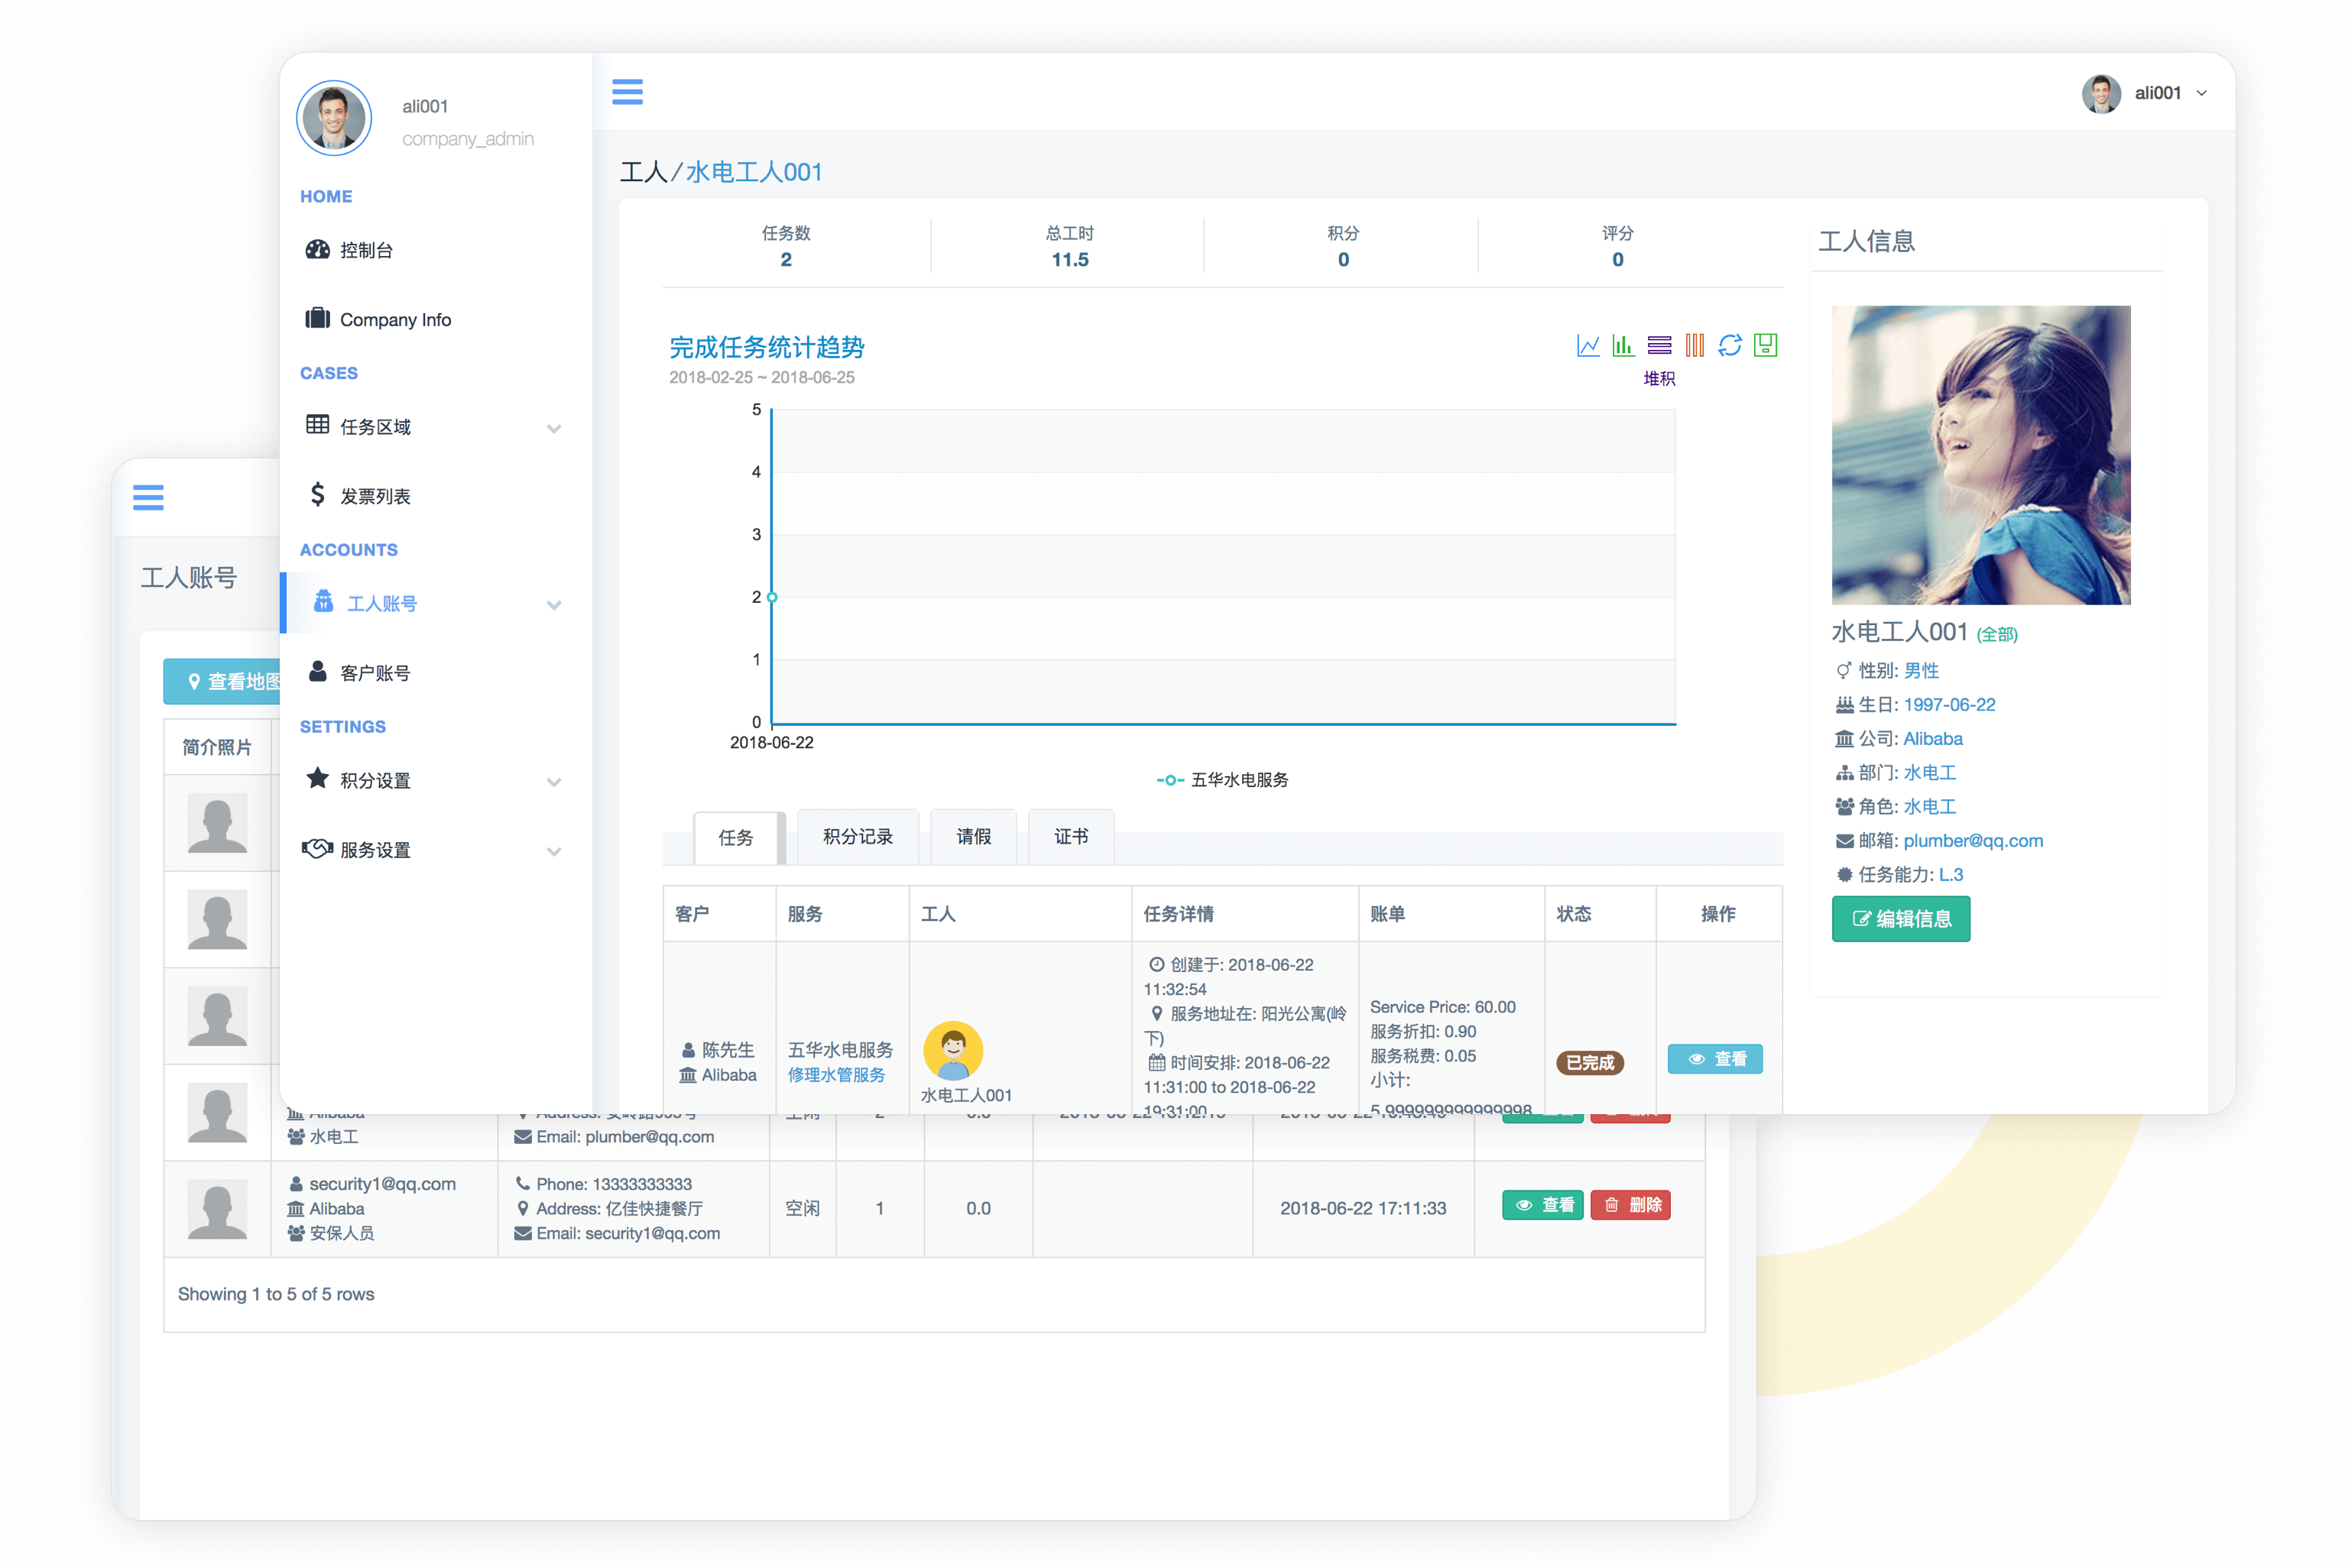 ali001
company_admin
HOME
控制台
Company Info
CASES
任务区域
发票列表
ACCOUNTS
工人账号
客户账号
SETTINGS
积分设置
服务设置
ali001
工人/水电工人001
任务数
2
总工时
11.5
积分
0
评分
0
完成任务统计趋势
2018-02-25 ~ 2018-06-25
堆积
5
4
3
2
1
0
2018-06-22
五华水电服务
任务
积分记录
请假
证书
客户 服务 工人 任务详情 账单 状态 操作
陈先生
Alibaba
五华水电服务
修理水管服务
水电工人001
创建于: 2018-06-22
11:32:54
服务地址在: 阳光公寓(岭
下)
时间安排: 2018-06-22
11:31:00 to 2018-06-22
19:31:00
Service Price: 60.00
服务折扣: 0.90
服务税费: 0.05
小计:
5.999999999999998
已完成
查看
工人信息
水电工人001 (全部)
性别: 男性
生日: 1997-06-22
公司: Alibaba
部门: 水电工
角色: 水电工
邮箱: plumber@qq.com
任务能力: L.3
编辑信息
工人账号
查看地图
简介照片
Alibaba
水电工
Email: plumber@qq.com
security1@qq.com
Alibaba
安保人员
Phone: 13333333333
Address: 亿佳快捷餐厅
Email: security1@qq.com
空闲
1
0.0
2018-06-22 17:11:33
查看
删除
Showing 1 to 5 of 5 rows